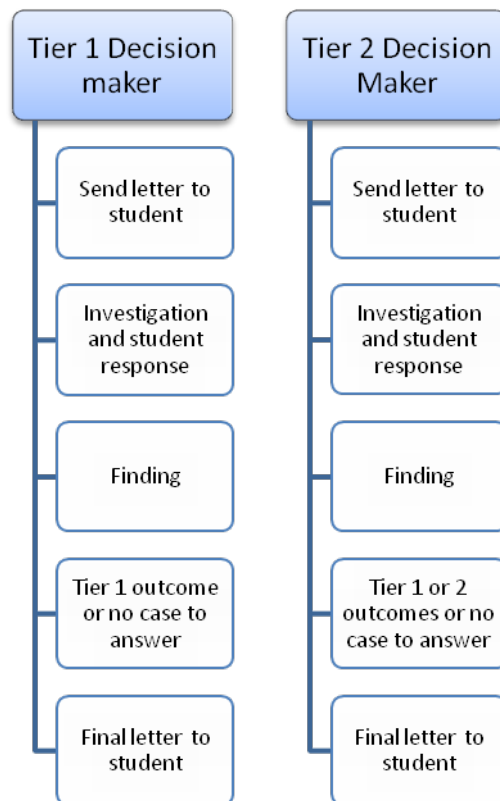 Tier 1 Decision
maker
Send letter to
student
Investigation
and student
response
Finding
Tier 1 outcome
or no case to
answer
Final letter to
student
Tier 2 Decision
Maker
Send letter to
student
Investigation
and student
response
Finding
Tier 1 or 2
outcomes or no
case to answer
Final letter to
student